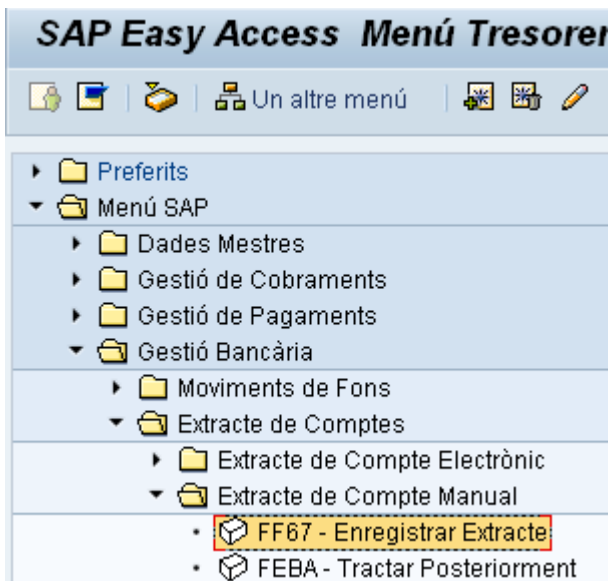 SAP Easy Access Menú Tresorer
Un altre menú
Preferits
Menú SAP
Dades Mestres
Gestió de Cobraments
Gestió de Pagaments
Gestió Bancària
Moviments de Fons
Extracte de Comptes
Extracte de Compte Electrònic
Extracte de Compte Manual
FF67 - Enregistrar Extracte
FEBA - Tractar Posteriorment